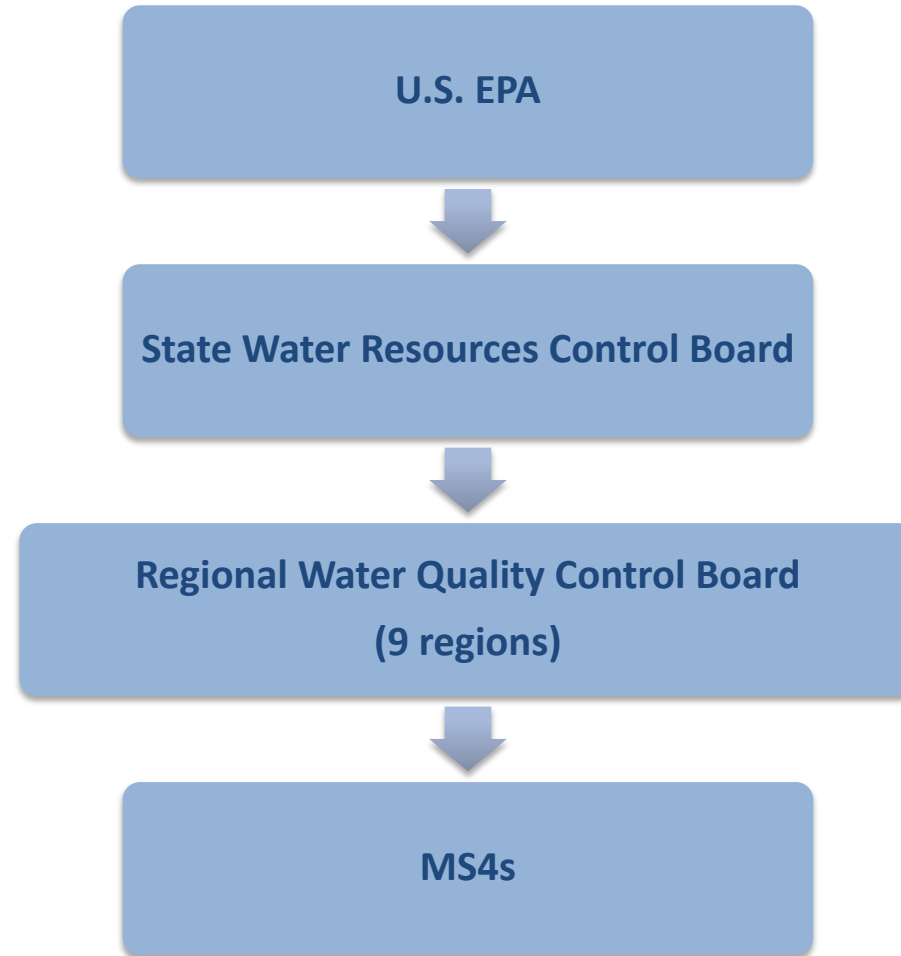 U.S. EPA
State Water Resources Control Board
Regional Water Quality Control Board
(9 regions)
MS4s